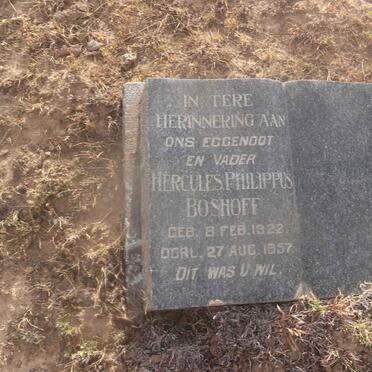 IN TERE
HERINNERING AAN
ONS EGGENOOT
EN VADER
HERCULES PHILIPPUS
BOSHOFF
GEB. 8 FEB. 1922
OORL. 27 AUG. 1957.
DIT WAS U WIL.